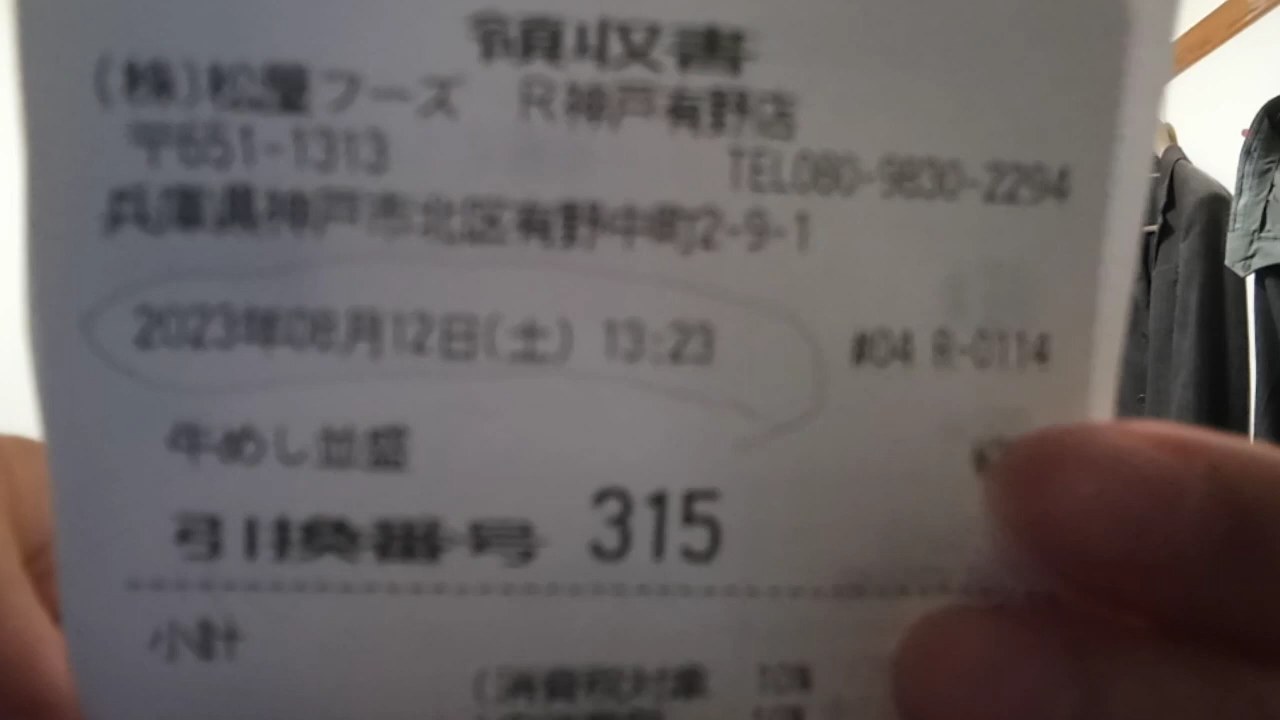 領収書
(株)松屋フーズ R神戸有野店
〒651-1313 TEL080-9830-2294
兵庫県神戸市北区有野中町2-9-1
2023年08月12日(土) 13:23 #04 R-0114
牛めし並盛
引換番号 315
小計
(消費税対象 10%